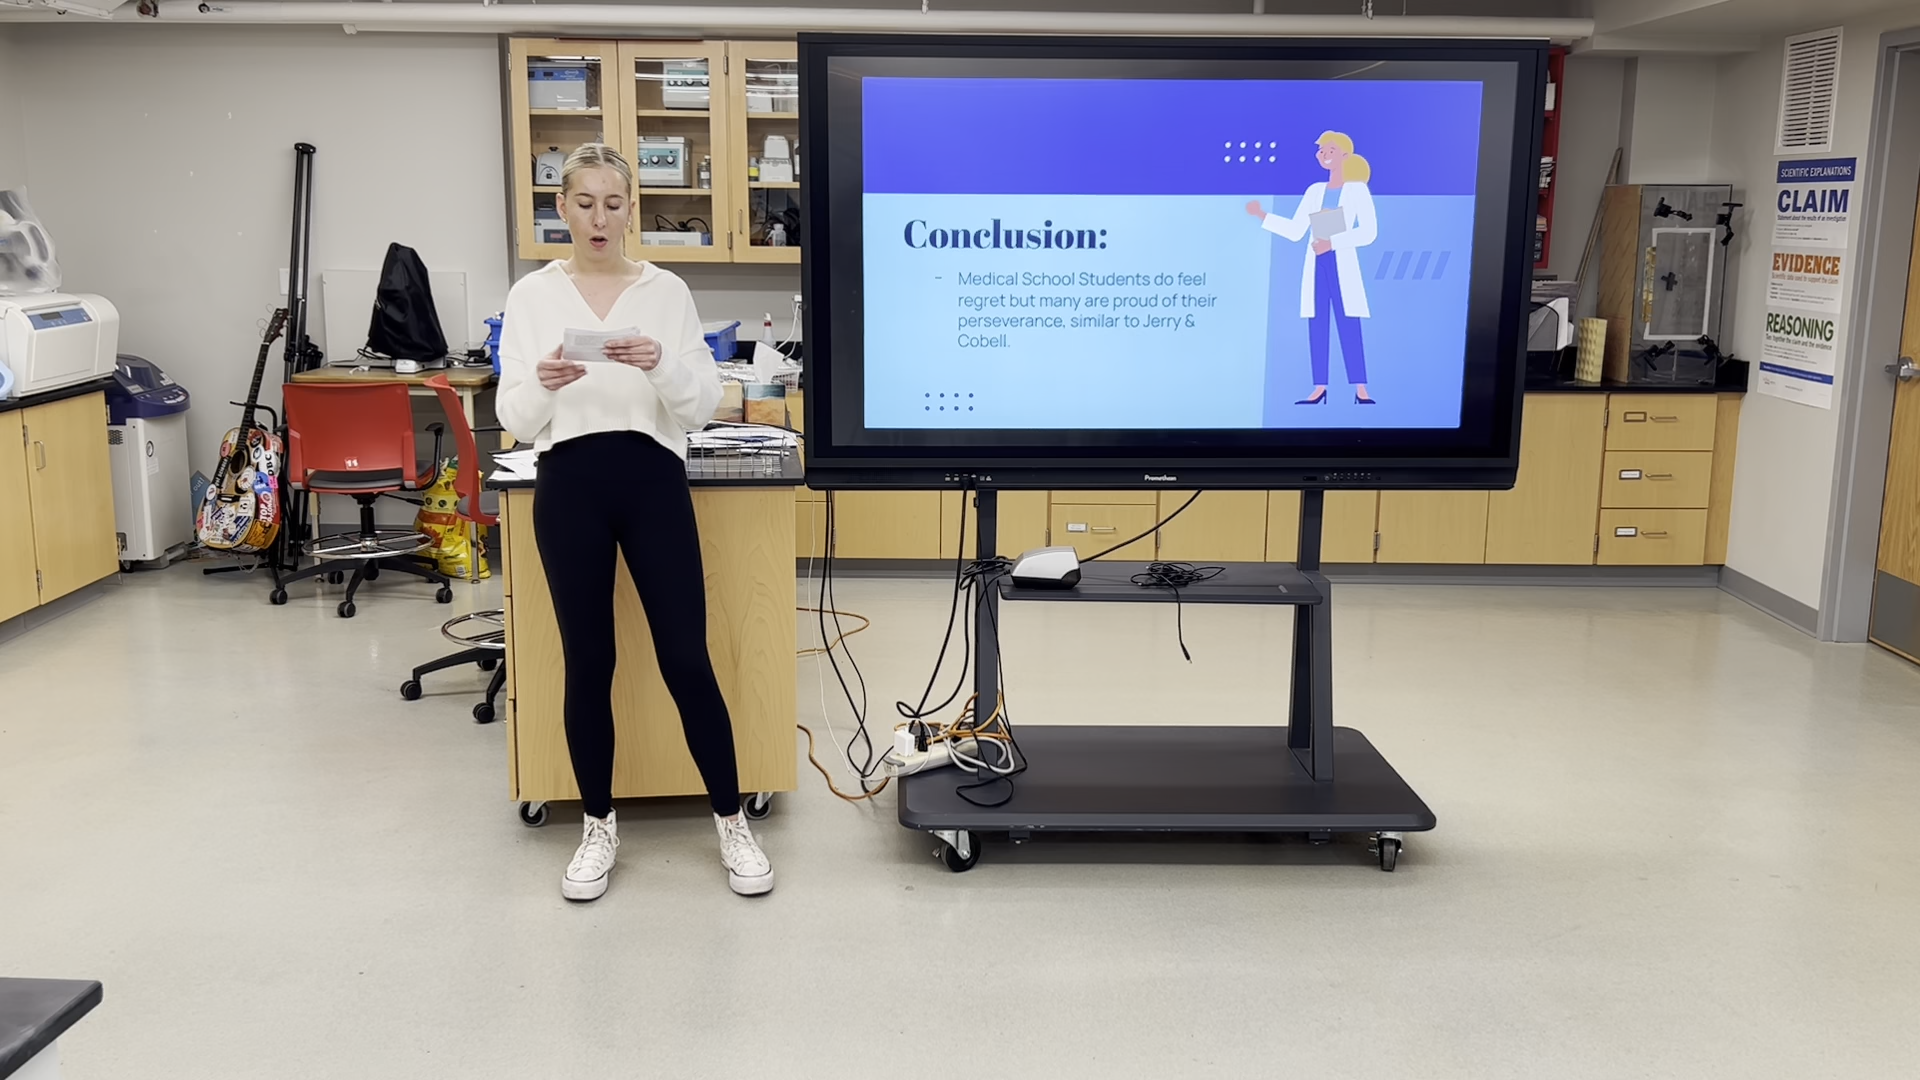 Conclusion:
– Medical School Students do feel
regret but many are proud of their
perseverance, similar to Jerry &
Cobell.
Promethean
SCIENTIFIC EXPLANATIONS
CLAIM
EVIDENCE
REASONING